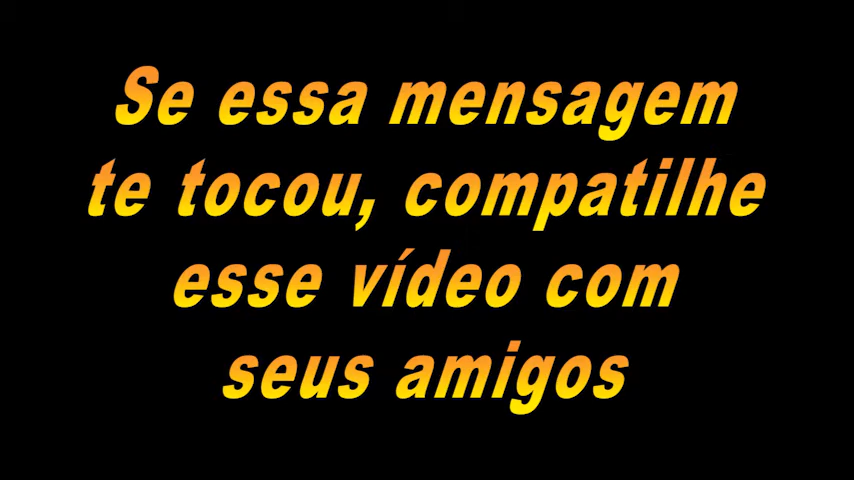 Se essa mensagem
te tocou, compatilhe
esse vídeo com
seus amigos